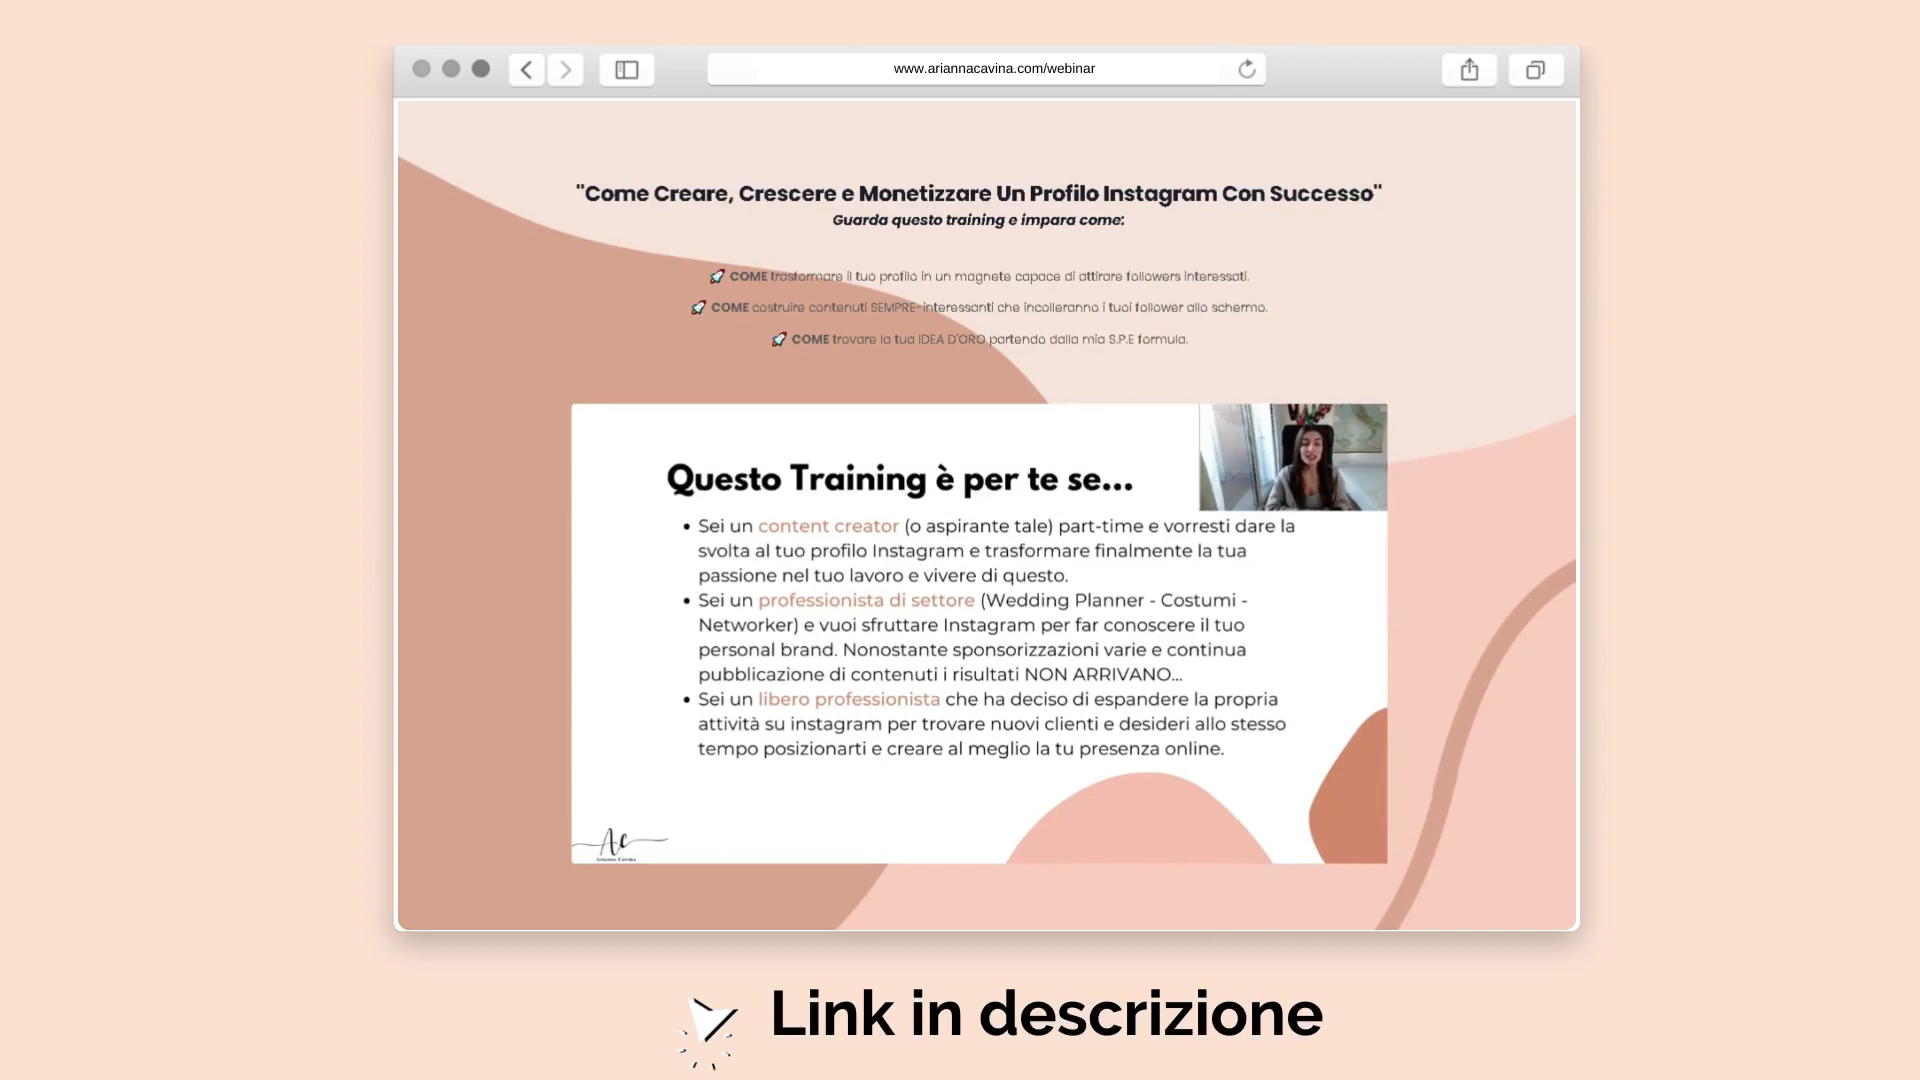 www.ariannacavina.com/webinar
"Come Creare, Crescere e Monetizzare Un Profilo Instagram Con Successo"
Guarda questo training e impara come:
🚀 COME trasformare il tuo profilo in un magnete capace di attirare followers interessati.
🚀 COME costruire contenuti SEMPRE-interessanti che incolleranno i tuoi follower allo schermo.
🚀 COME trovare la tua IDEA D'ORO partendo dalla mia S.P.E formula.
Questo Training è per te se...
• Sei un content creator (o aspirante tale) part-time e vorresti dare la
svolta al tuo profilo Instagram e trasformare finalmente la tua
passione nel tuo lavoro e vivere di questo.
• Sei un professionista di settore (Wedding Planner - Costumi -
Networker) e vuoi sfruttare Instagram per far conoscere il tuo
personal brand. Nonostante sponsorizzazioni varie e continua
pubblicazione di contenuti i risultati NON ARRIVANO...
• Sei un libero professionista che ha deciso di espandere la propria
attività su instagram per trovare nuovi clienti e desideri allo stesso
tempo posizionarti e creare al meglio la tu presenza online.
Ac
Arianna Cavina
Link in descrizione